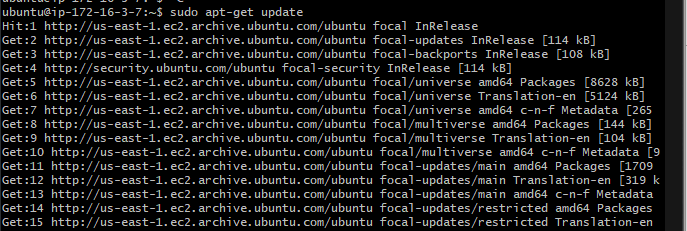 ubuntu@ip-172-16-3-7:~$ sudo apt-get update
Hit:1 http://us-east-1.ec2.archive.ubuntu.com/ubuntu focal InRelease
Get:2 http://us-east-1.ec2.archive.ubuntu.com/ubuntu focal-updates InRelease [114 kB]
Get:3 http://us-east-1.ec2.archive.ubuntu.com/ubuntu focal-backports InRelease [108 kB]
Get:4 http://security.ubuntu.com/ubuntu focal-security InRelease [114 kB]
Get:5 http://us-east-1.ec2.archive.ubuntu.com/ubuntu focal/universe amd64 Packages [8628 kB]
Get:6 http://us-east-1.ec2.archive.ubuntu.com/ubuntu focal/universe Translation-en [5124 kB]
Get:7 http://us-east-1.ec2.archive.ubuntu.com/ubuntu focal/universe amd64 c-n-f Metadata [265
Get:8 http://us-east-1.ec2.archive.ubuntu.com/ubuntu focal/multiverse amd64 Packages [144 kB]
Get:9 http://us-east-1.ec2.archive.ubuntu.com/ubuntu focal/multiverse Translation-en [104 kB]
Get:10 http://us-east-1.ec2.archive.ubuntu.com/ubuntu focal/multiverse amd64 c-n-f Metadata [9
Get:11 http://us-east-1.ec2.archive.ubuntu.com/ubuntu focal-updates/main amd64 Packages [1709
Get:12 http://us-east-1.ec2.archive.ubuntu.com/ubuntu focal-updates/main Translation-en [319 k
Get:13 http://us-east-1.ec2.archive.ubuntu.com/ubuntu focal-updates/main amd64 c-n-f Metadata
Get:14 http://us-east-1.ec2.archive.ubuntu.com/ubuntu focal-updates/restricted amd64 Packages
Get:15 http://us-east-1.ec2.archive.ubuntu.com/ubuntu focal-updates/restricted Translation-en